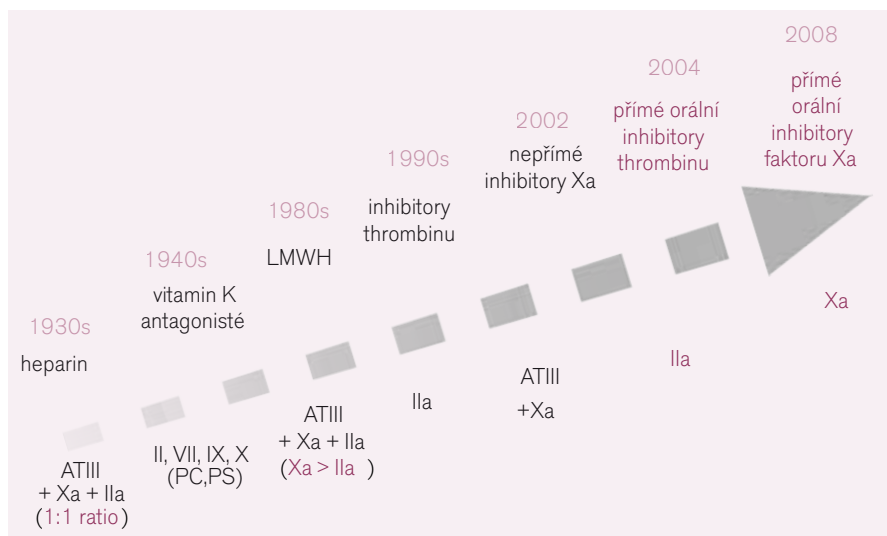 1930s
heparin
ATIII
+ Xa + IIa
(1:1 ratio)
1940s
vitamin K
antagonisté
II, VII, IX, X
(PC,PS)
1980s
LMWH
ATIII
+ Xa + IIa
(Xa > IIa )
1990s
inhibitory
thrombinu
IIa
2002
nepřímé
inhibitory Xa
ATIII
+Xa
2004
přímé orální
inhibitory
thrombinu
IIa
2008
přímé
orální
inhibitory
faktoru Xa
Xa